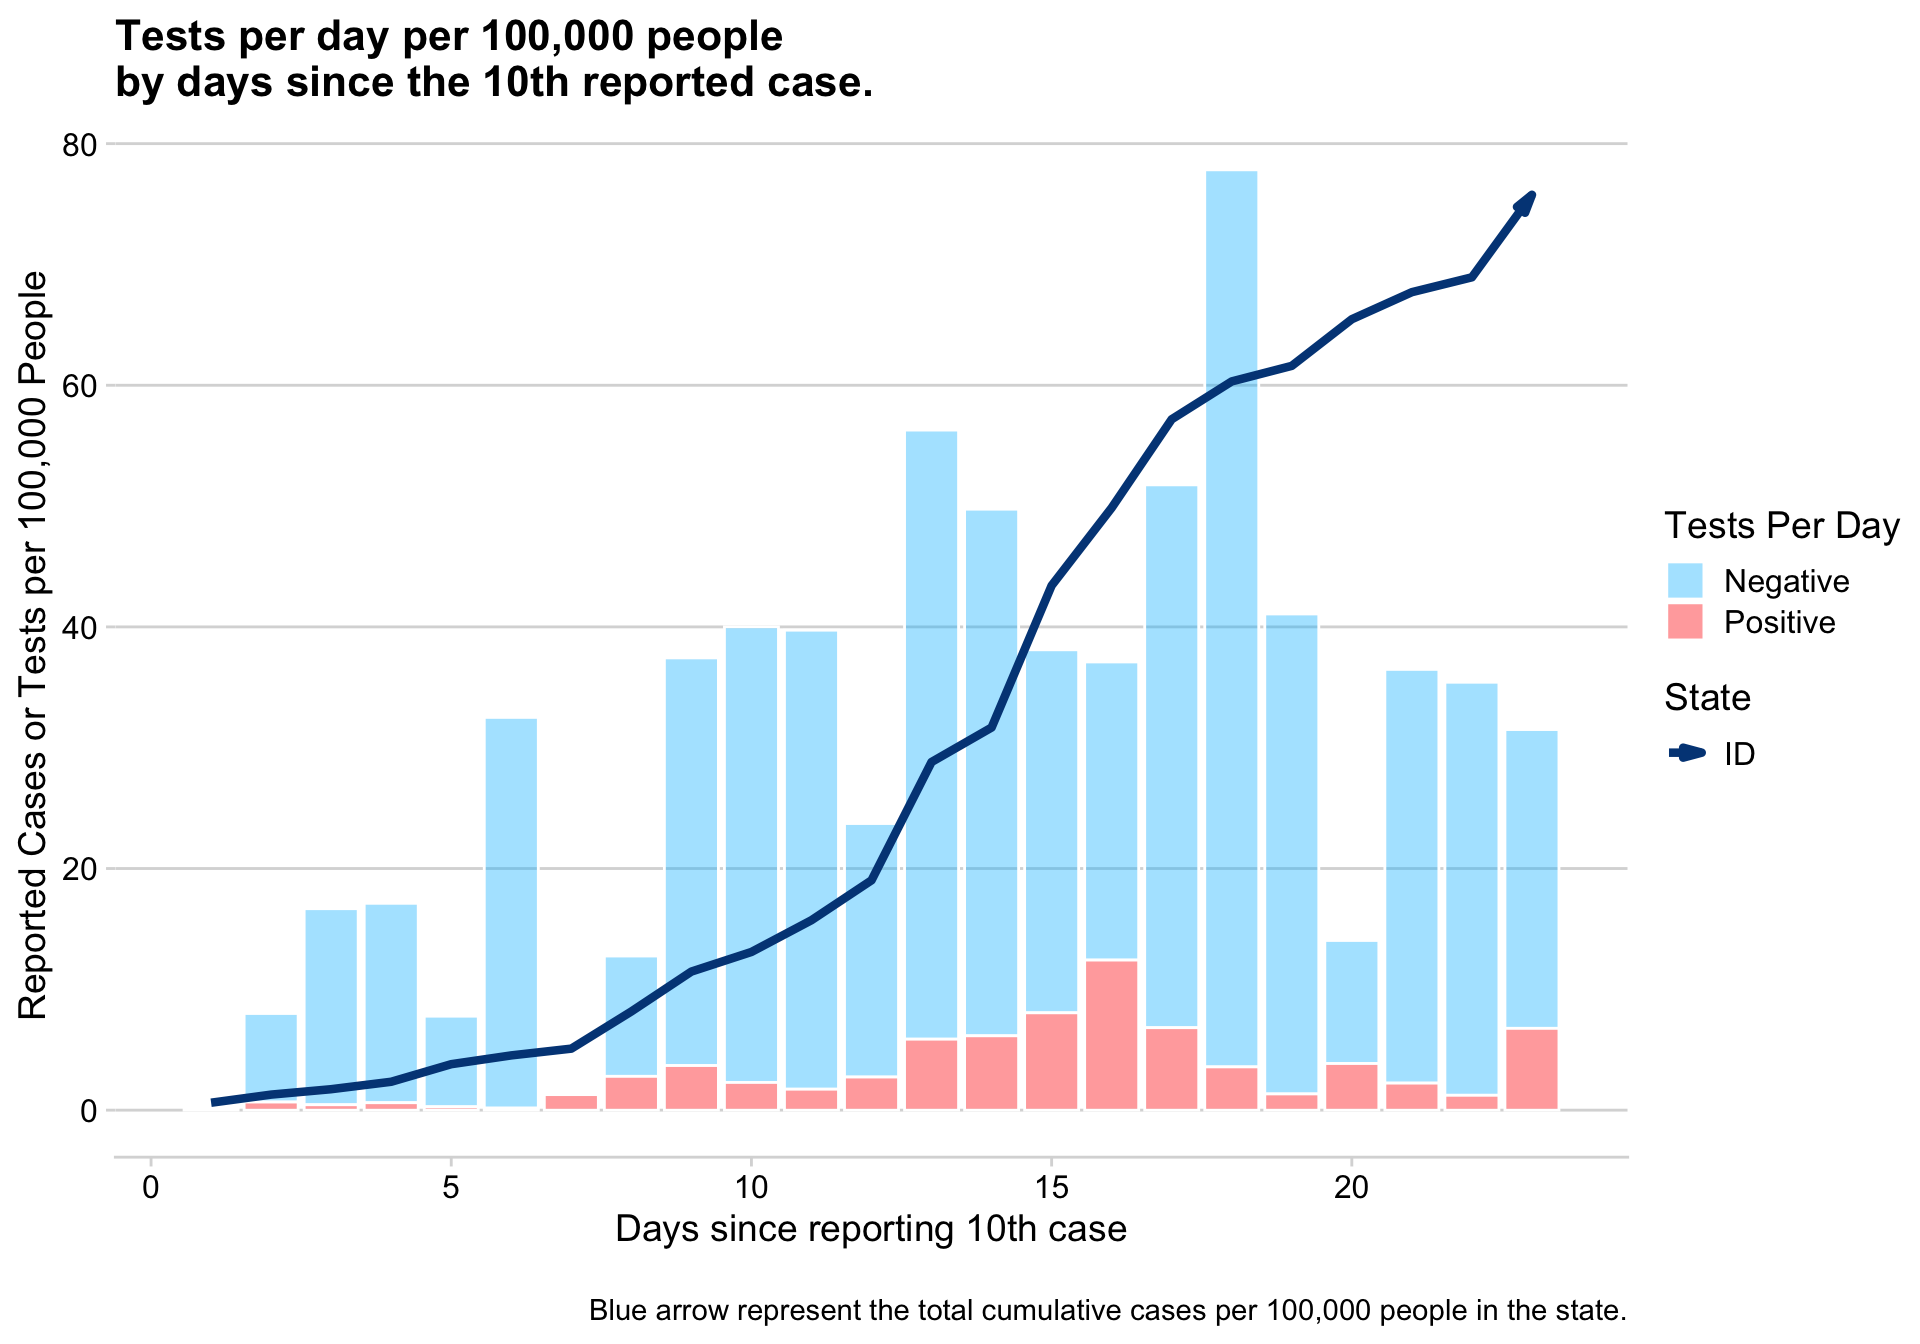 Tests per day per 100,000 people
by days since the 10th reported case.
Reported Cases or Tests per 100,000 People
80
60
40
20
0
0
5
10
15
20
Days since reporting 10th case
Tests Per Day
Negative
Positive
State
ID
Blue arrow represent the total cumulative cases per 100,000 people in the state.